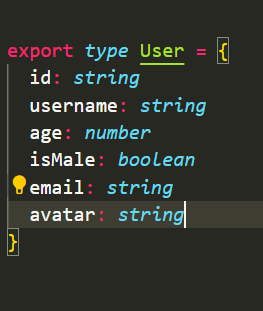 export type User = {
id: string
username: string
age: number
isMale: boolean
email: string
avatar: string
}